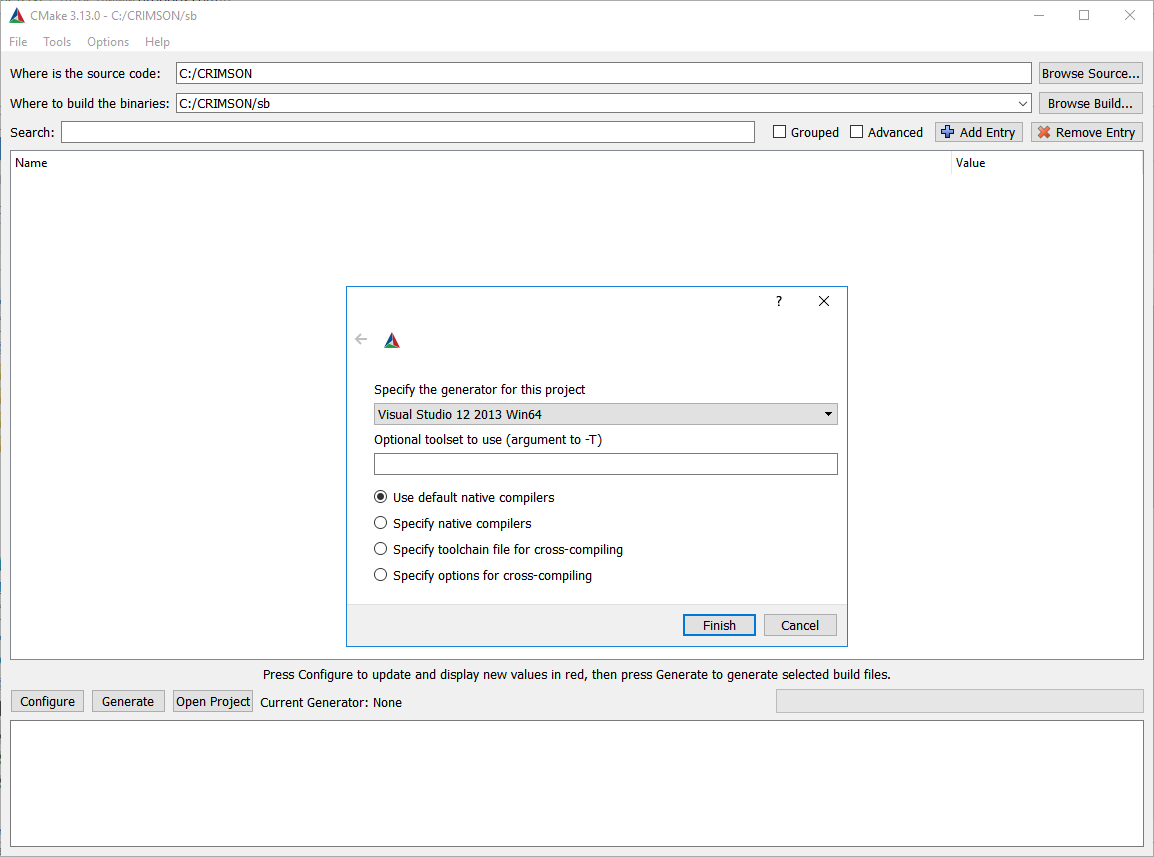 CMake 3.13.0 - C:/CRIMSON/sb
File Tools Options Help
Where is the source code: C:/CRIMSON Browse Source...
Where to build the binaries: C:/CRIMSON/sb Browse Build...
Search: Grouped Advanced Add Entry Remove Entry
Name Value
?
Specify the generator for this project
Visual Studio 12 2013 Win64
Optional toolset to use (argument to -T)
Use default native compilers
Specify native compilers
Specify toolchain file for cross-compiling
Specify options for cross-compiling
Finish Cancel
Press Configure to update and display new values in red, then press Generate to generate selected build files.
Configure Generate Open Project Current Generator: None